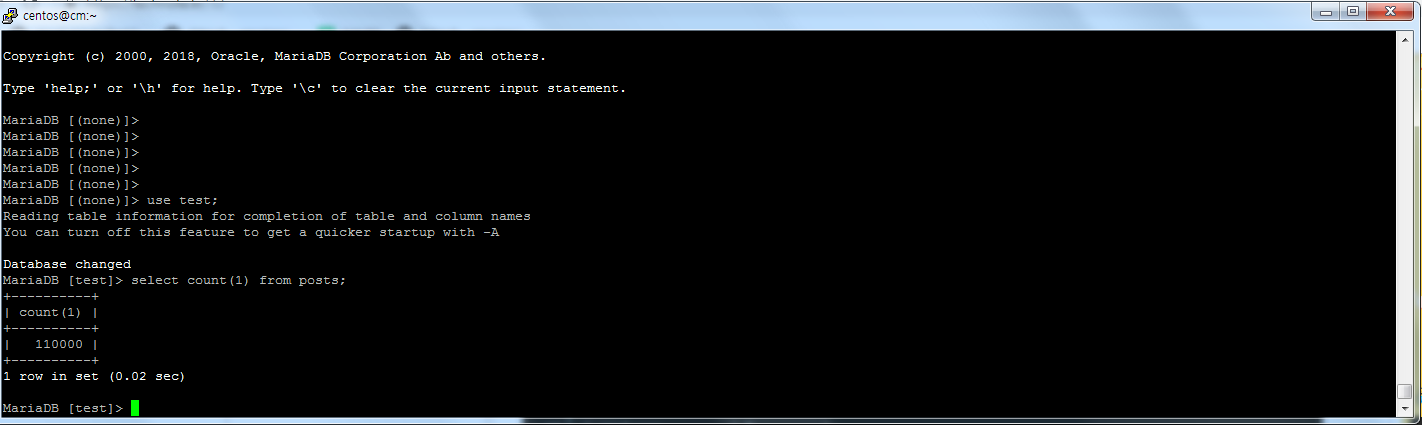 centos@cm:~
Copyright (c) 2000, 2018, Oracle, MariaDB Corporation Ab and others.
Type 'help;' or '\h' for help. Type '\c' to clear the current input statement.
MariaDB [(none)]>
MariaDB [(none)]>
MariaDB [(none)]>
MariaDB [(none)]>
MariaDB [(none)]>
MariaDB [(none)]> use test;
Reading table information for completion of table and column names
You can turn off this feature to get a quicker startup with -A
Database changed
MariaDB [test]> select count(1) from posts;
+----------+
| count(1) |
+----------+
|   110000 |
+----------+
1 row in set (0.02 sec)
MariaDB [test]>